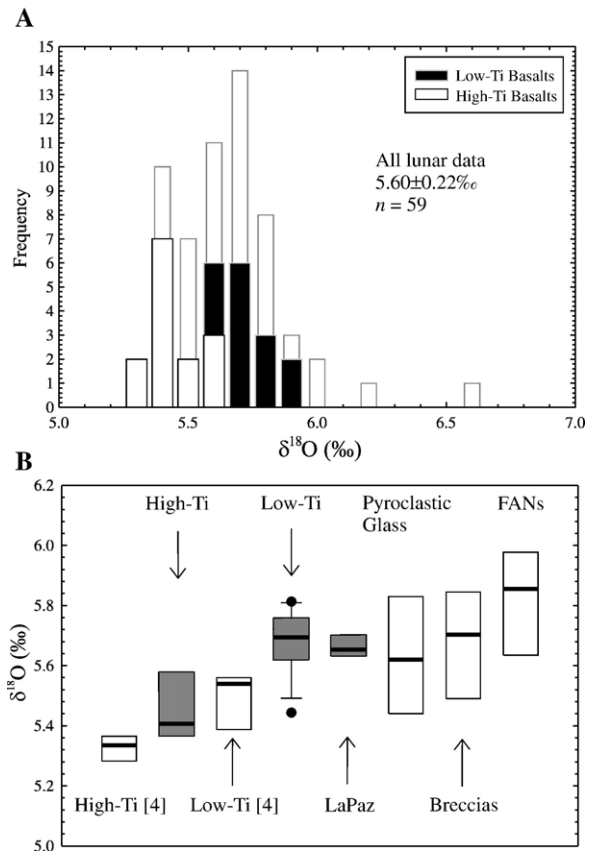 A
15
14
13
12
11
10
9
8
7
6
5
4
3
2
1
0
Frequency
Low-Ti Basalts
High-Ti Basalts
All lunar data
5.60±0.22‰
n = 59
5.0 5.5 6.0 6.5 7.0
δ¹⁸O (‰)
B
6.2
6.0
5.8
5.6
5.4
5.2
5.0
δ¹⁸O (‰)
High-Ti Low-Ti Pyroclastic FANs
Glass
High-Ti [4] Low-Ti [4] LaPaz Breccias